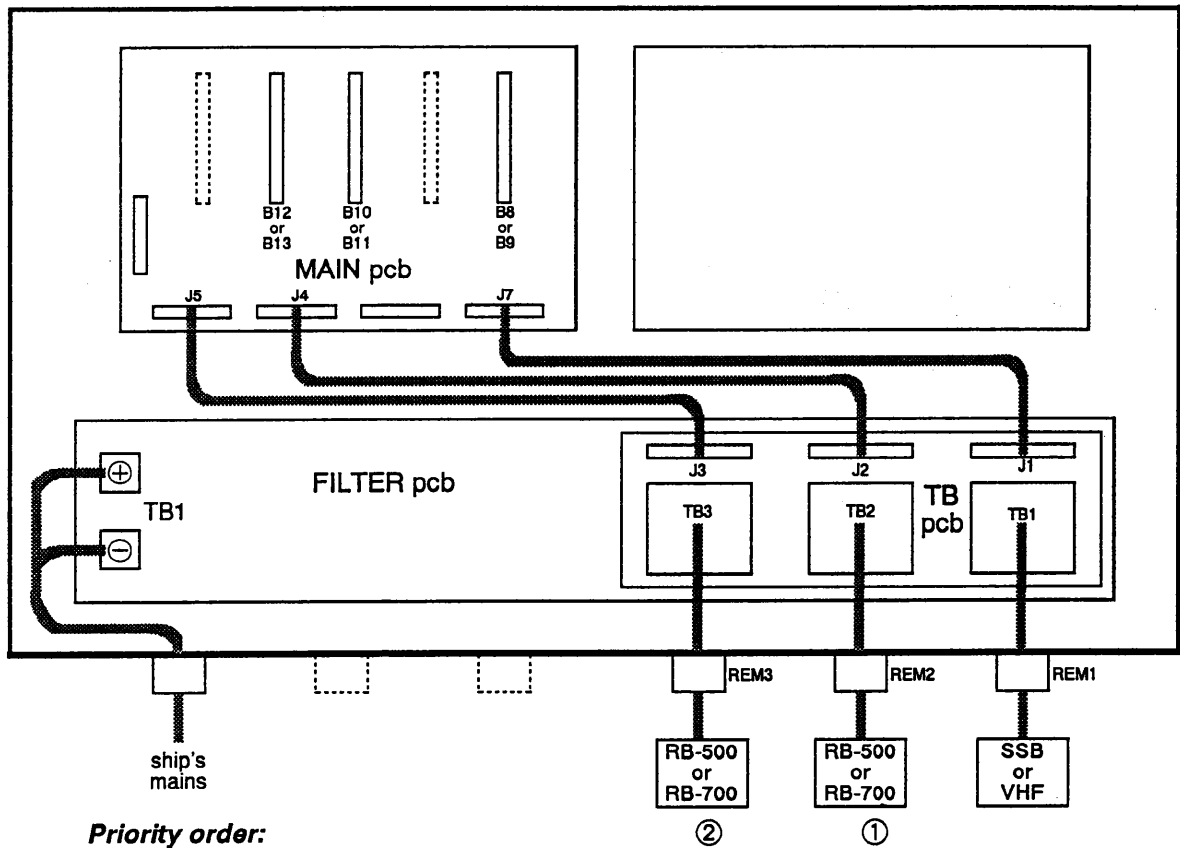 B12
or
B13
B10
or
B11
B8
or
B9
MAIN pcb
J5
J4
J7
FILTER pcb
TB1
+
−
J3
J2
J1
TB3
TB2
TB
pcb
TB1
REM3
REM2
REM1
ship's
mains
RB-500
or
RB-700
RB-500
or
RB-700
SSB
or
VHF
Priority order:
②
①